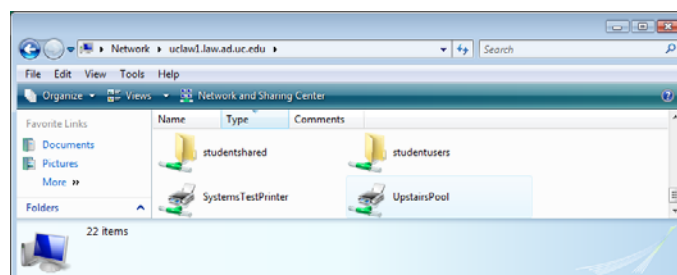 Network ▸ uclaw1.law.ad.uc.edu ▸ Search
File Edit View Tools Help
Organize Views Network and Sharing Center
Favorite Links
Documents
Pictures
More »
Folders
Name Type Comments
studentshared studentusers
SystemsTestPrinter UpstairsPool
22 items